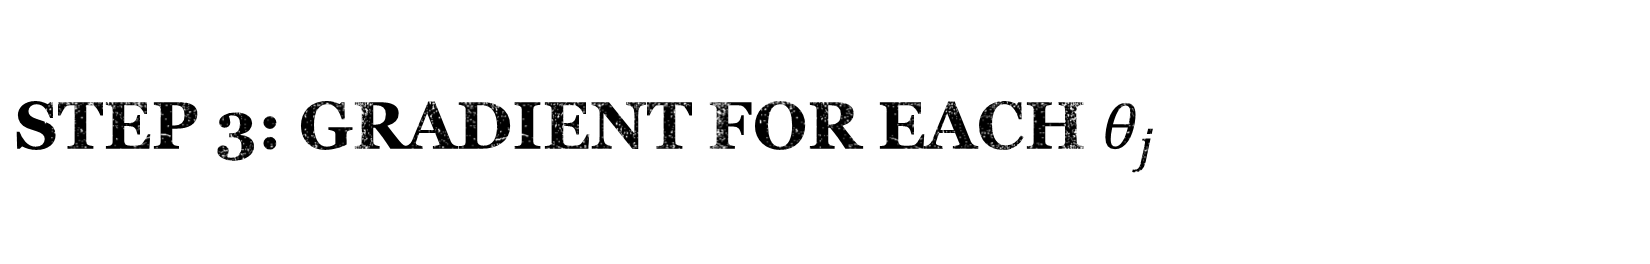 STEP 3: GRADIENT FOR EACH θ_j